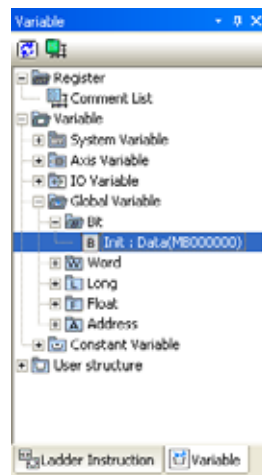 Variable
Register
Comment List
Variable
System Variable
Axis Variable
IO Variable
Global Variable
Bit
B Init : Data(MB000000)
W Word
L Long
F Float
A Address
Constant Variable
User structure
Ladder Instruction Variable